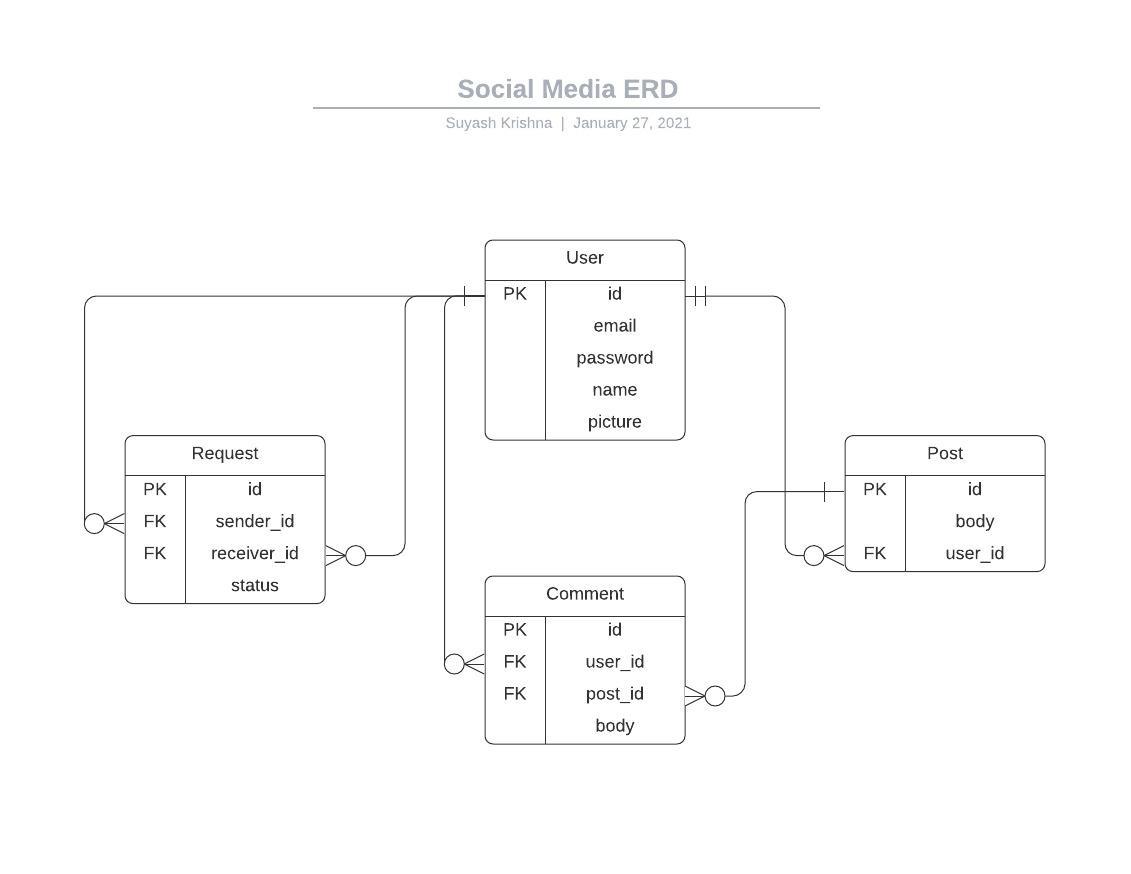 Social Media ERD
Suyash Krishna | January 27, 2021
User
PK id
email
password
name
picture
Request
PK id
FK sender_id
FK receiver_id
status
Post
PK id
body
FK user_id
Comment
PK id
FK user_id
FK post_id
body